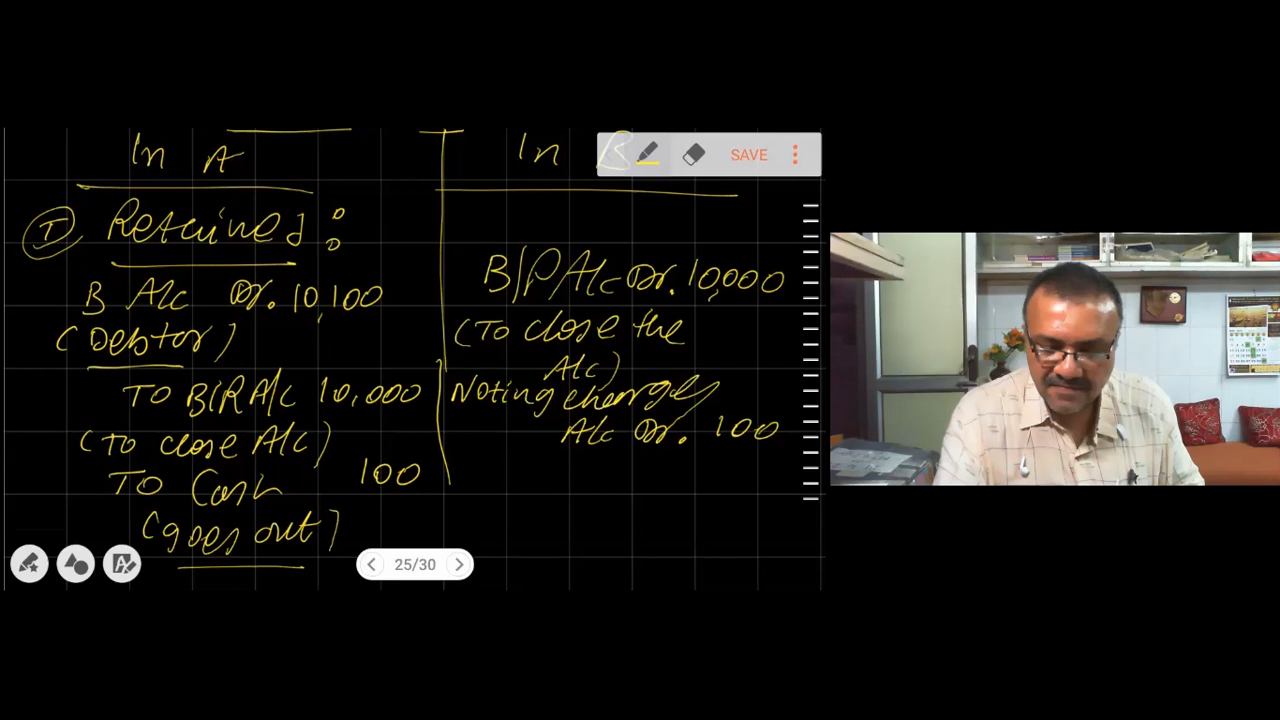 In A
In B
SAVE
I Retained :
B A/c Dr. 10,100
(Debtor)
To B/R A/c 10,000
(To close A/c)
To Cash 100
(goes out)
B/P A/c Dr. 10,000
(To close the
A/c)
Noting charges
A/c Dr. 100
25/30